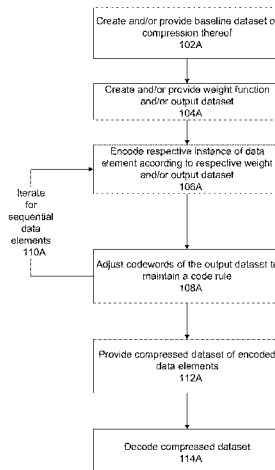 Create and/or provide baseline dataset o
compression thereof
102A
Create and/or provide weight function
and/or output dataset
104A
Encode respective instance of data
element according to respective weight
and/or output dataset
106A
Iterate
for
sequential
data
elements
110A
Adjust codewords of the output dataset t
maintain a code rule
108A
Provide compressed dataset of encoded
data elements
112A
Decode compressed dataset
114A